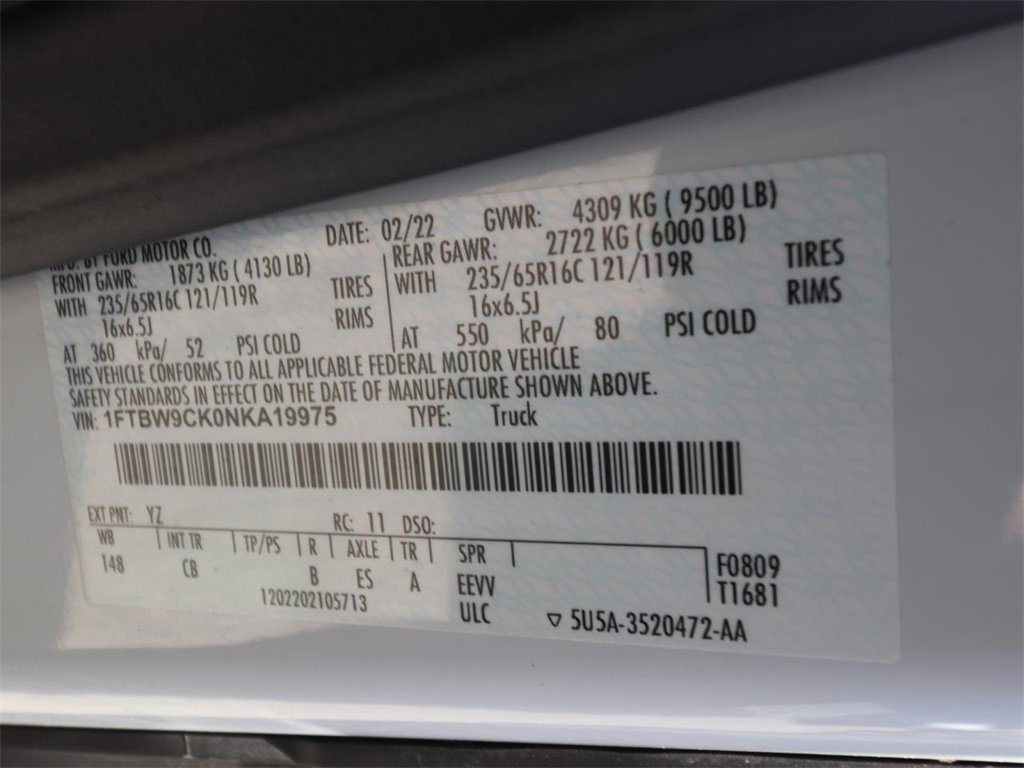 MFD. BY FORD MOTOR CO.
DATE: 02/22 GVWR: 4309 KG ( 9500 LB)
FRONT GAWR: 1873 KG ( 4130 LB)
REAR GAWR: 2722 KG ( 6000 LB)
WITH 235/65R16C 121/119R TIRES
WITH 235/65R16C 121/119R TIRES
16x6.5J RIMS
16x6.5J RIMS
AT 360 kPa/ 52 PSI COLD
AT 550 kPa/ 80 PSI COLD
THIS VEHICLE CONFORMS TO ALL APPLICABLE FEDERAL MOTOR VEHICLE
SAFETY STANDARDS IN EFFECT ON THE DATE OF MANUFACTURE SHOWN ABOVE.
VIN: 1FTBW9CK0NKA19975 TYPE: Truck
EXT PNT: YZ RC: 11 DSO:
WB INT TR TP/PS R AXLE TR SPR
148 CB B ES A EEVV
F0809
T1681
1202202105713 ULC
5U5A-3520472-AA